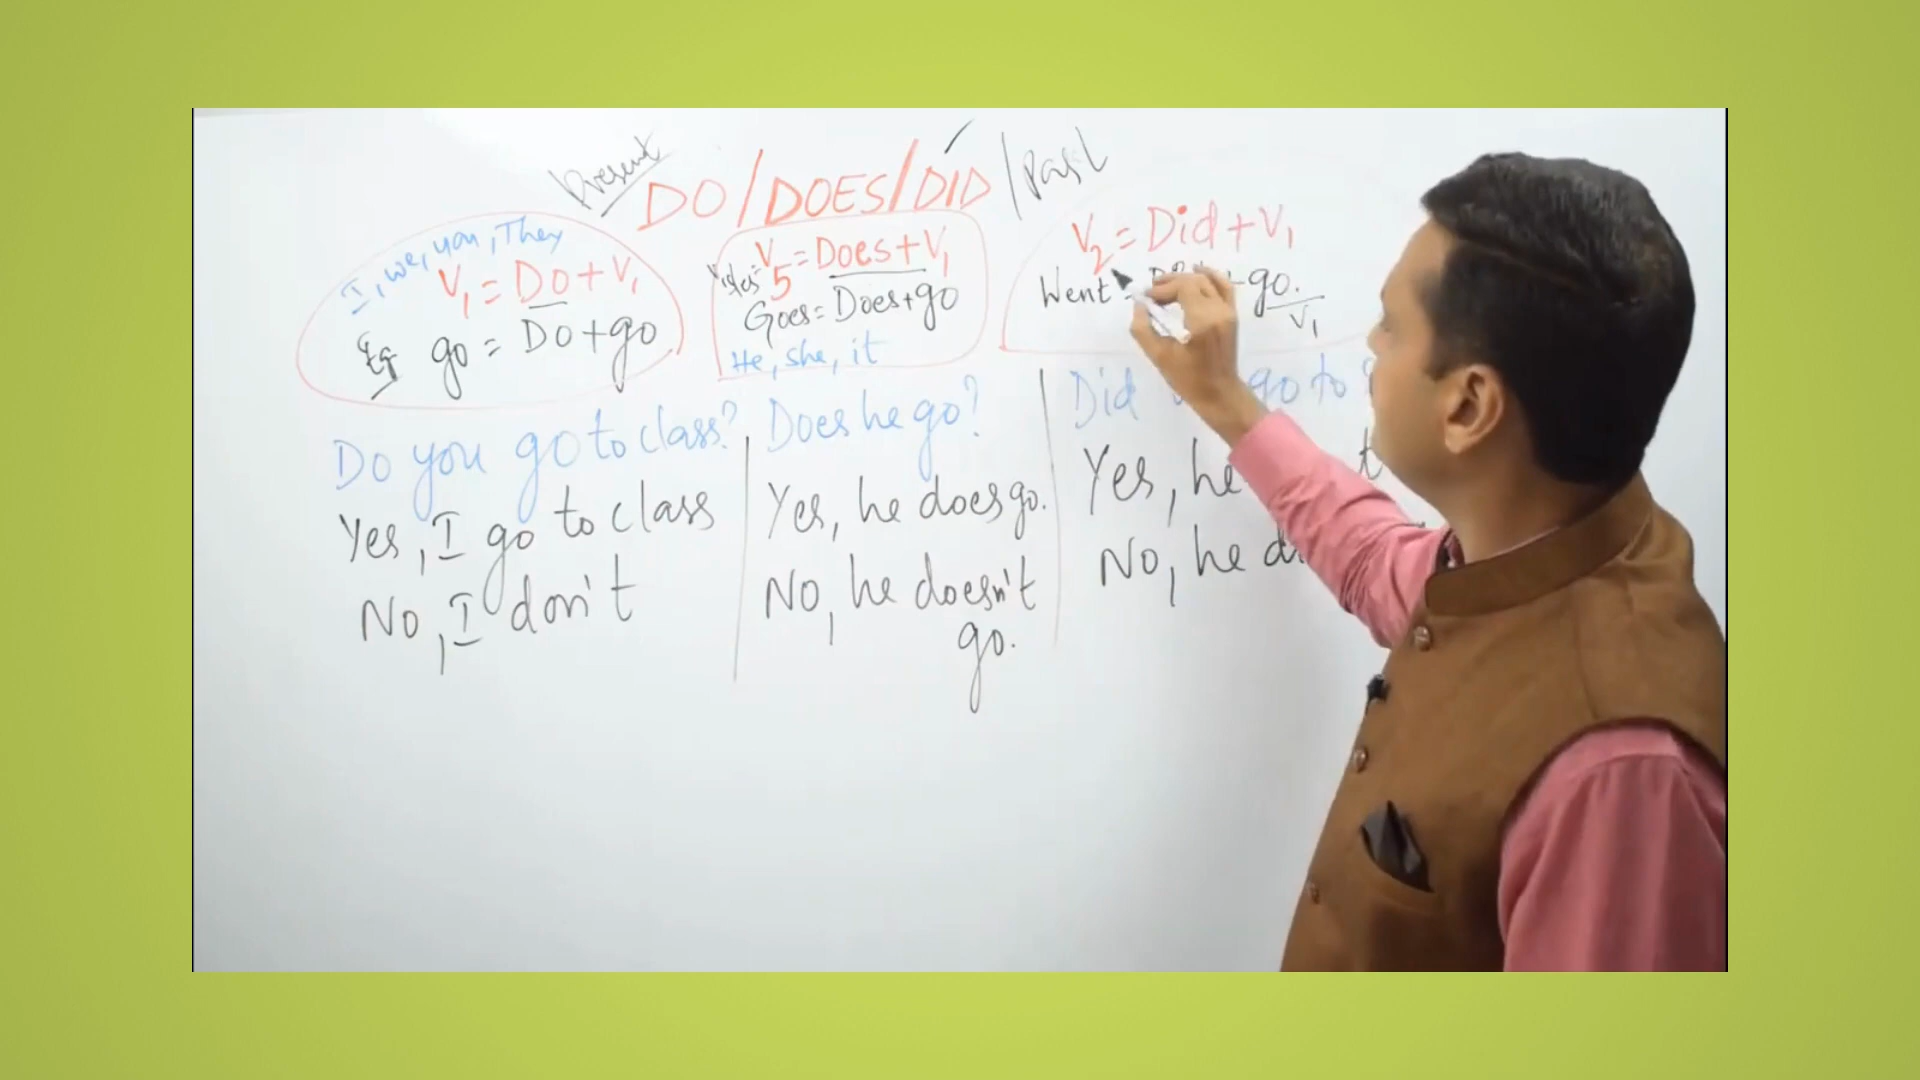 Present DO/DOES/DID /Past
I, we, you, They
V1 = Do + V1
Eg go = Do + go
V5 = Does + V1
Goes = Does + go
He, she, it
V2 = Did + V1
Went = + go.
V1
Do you go to class?
Yes, I go to class
No, I don't
Does he go?
Yes, he does go.
No, he doesn't
go.
Did go to
Yes, he
No, he